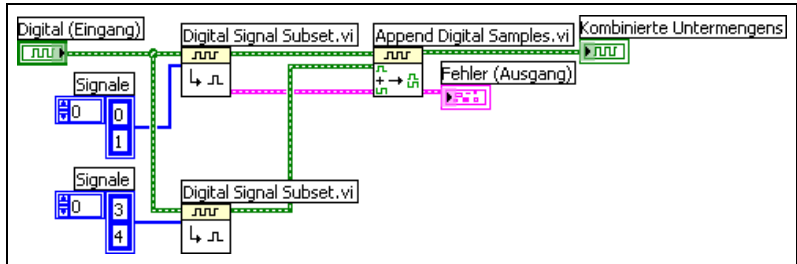 Digital (Eingang)
Digital Signal Subset.vi
Append Digital Samples.vi
Kombinierte Untermengens
Signale
0
0
1
Fehler (Ausgang)
Signale
0
3
4
Digital Signal Subset.vi